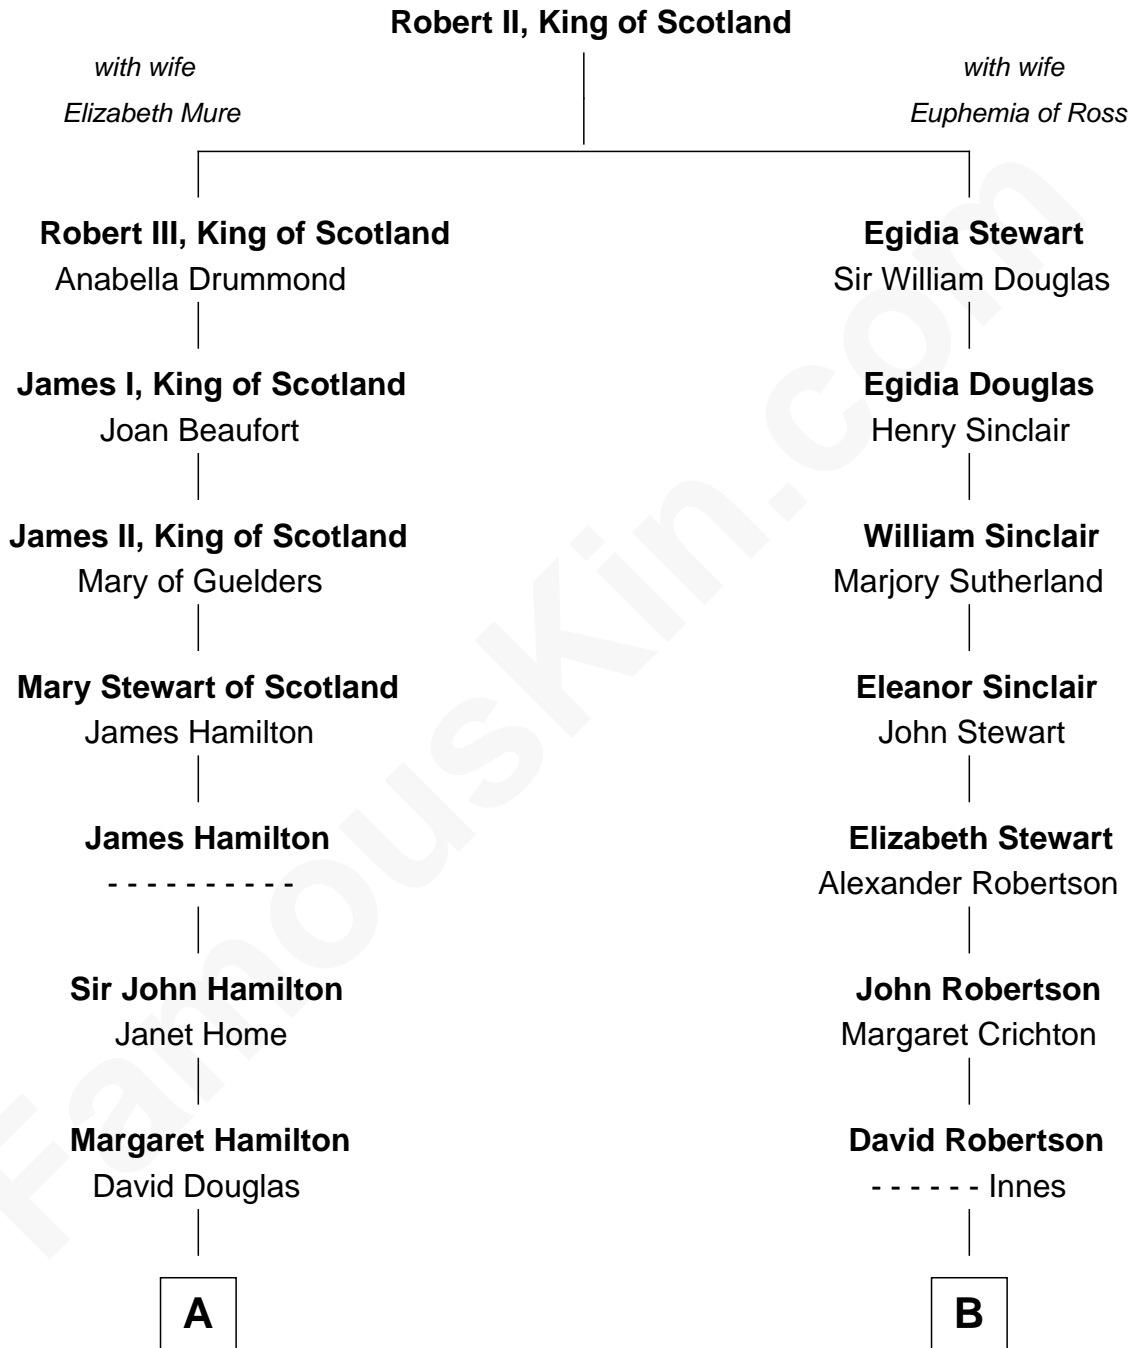 Robert II, King of Scotland
with wife
Elizabeth Mure
with wife
Euphemia of Ross
Robert III, King of Scotland
Anabella Drummond
Egidia Stewart
Sir William Douglas
James I, King of Scotland
Joan Beaufort
Egidia Douglas
Henry Sinclair
James II, King of Scotland
Mary of Guelders
William Sinclair
Marjory Sutherland
Mary Stewart of Scotland
James Hamilton
Eleanor Sinclair
John Stewart
James Hamilton
- - - - - - - - - -
Elizabeth Stewart
Alexander Robertson
Sir John Hamilton
Janet Home
John Robertson
Margaret Crichton
Margaret Hamilton
David Douglas
David Robertson
- - - - - - Innes
A
B
FamousKin.com